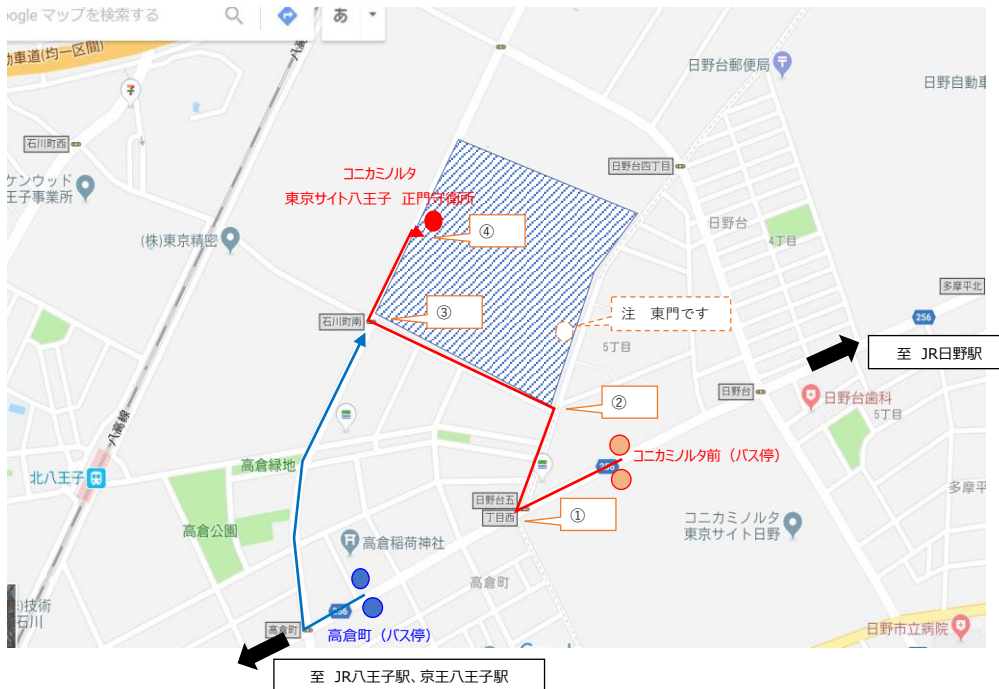 oogle マップを検索する
あ
動車道(均一区間)
八高
日野台郵便局
日野自動車
石川町西
ケンウッド
王子事業所
日野台四丁目
コニカミノルタ
東京サイト八王子 正門守衛所
日野台
4丁目
④
(株)東京精密
多摩平北
③
注 東門です
石川町南
256
5丁目
至 JR日野駅
②
日野台
日野台歯科
5丁目
八高線
コニカミノルタ前（バス停）
256
高倉緑地
北八王子
多摩平
日野台五
丁目西
①
コニカミノルタ
東京サイト日野
高倉公園
高倉稲荷神社
高倉町
)技術
石川
256
高倉町
高倉町（バス停）
日野市立病院
至 JR八王子駅、京王八王子駅